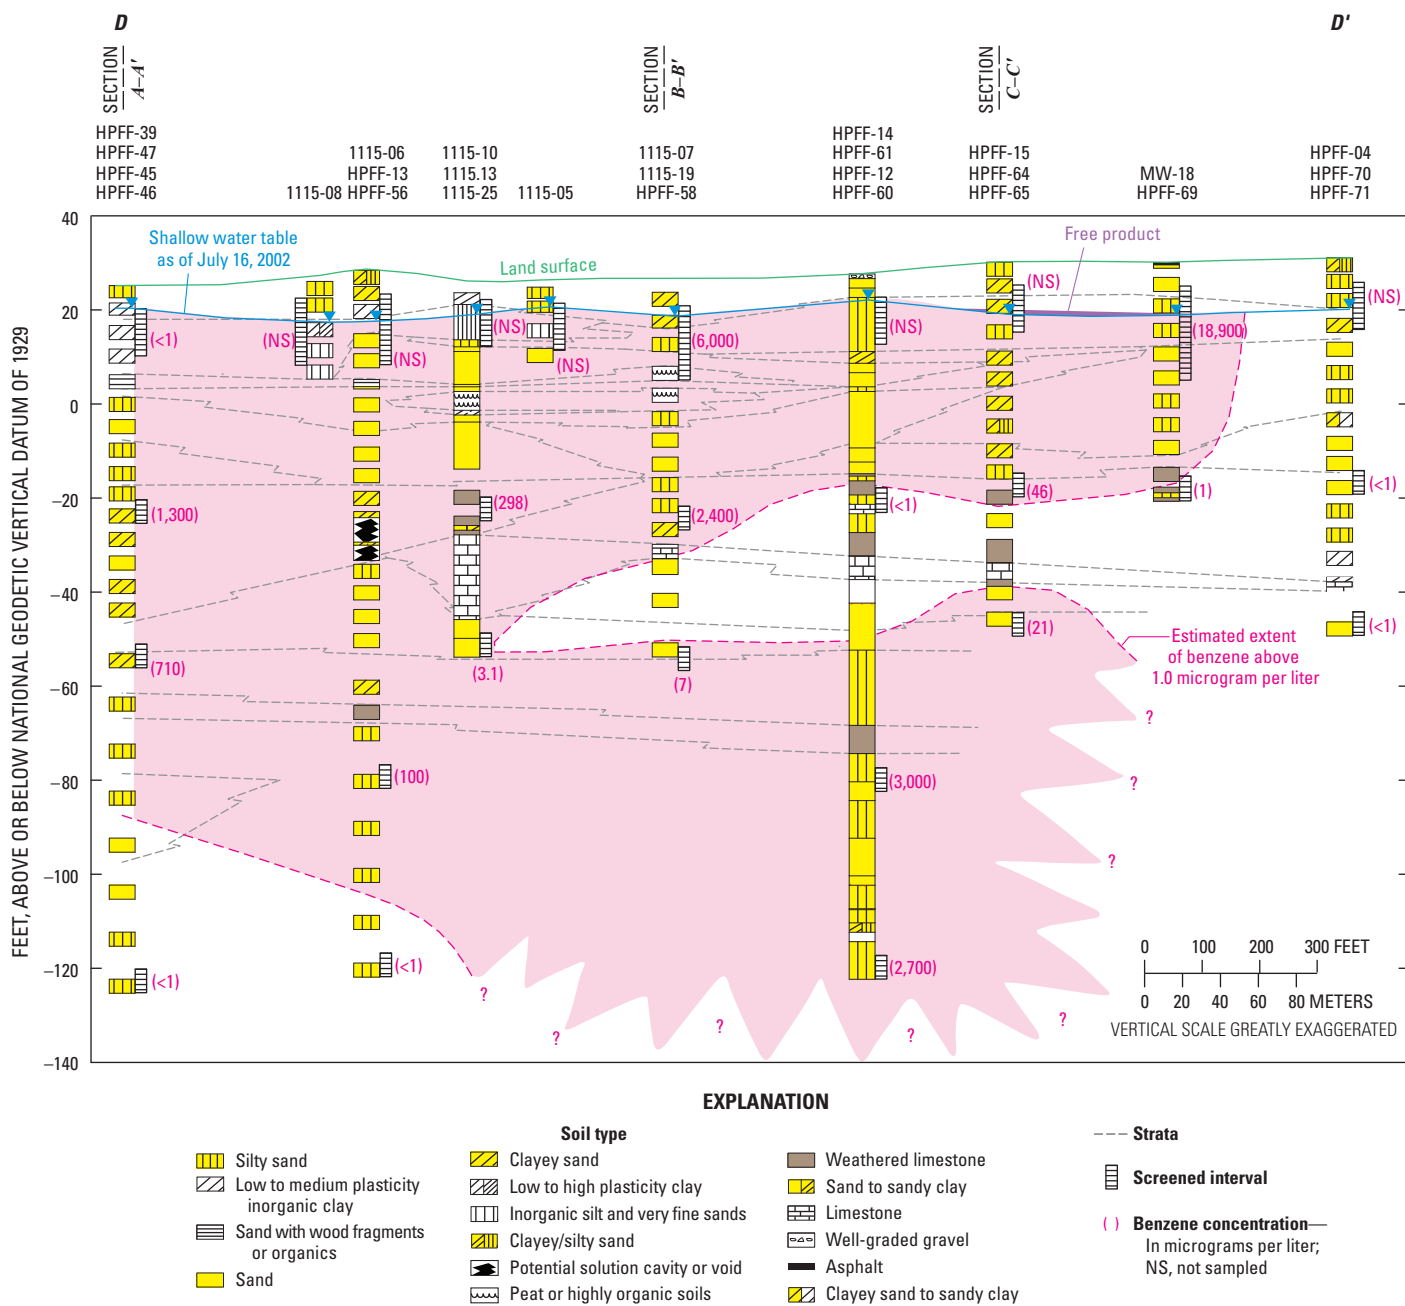 D
D'
SECTION
A–A'
SECTION
B–B'
SECTION
C–C'
HPFF-39
HPFF-47
HPFF-45
HPFF-46
1115-08
1115-06
HPFF-13
HPFF-56
1115-10
1115.13
1115-25
1115-05
1115-07
1115-19
HPFF-58
HPFF-14
HPFF-61
HPFF-12
HPFF-60
HPFF-15
HPFF-64
HPFF-65
MW-18
HPFF-69
HPFF-04
HPFF-70
HPFF-71
FEET, ABOVE OR BELOW NATIONAL GEODETIC VERTICAL DATUM OF 1929
40
20
0
–20
–40
–60
–80
–100
–120
–140
Shallow water table
as of July 16, 2002
Land surface
Free product
(<1)
(NS)
(NS)
(NS)
(NS)
(6,000)
(NS)
(NS)
(18,900)
(NS)
(1,300)
(298)
(2,400)
(<1)
(46)
(1)
(<1)
(710)
(3.1)
(7)
(21)
(<1)
Estimated extent
of benzene above
1.0 microgram per liter
(100)
(3,000)
(<1)
(<1)
(2,700)
?
?
?
?
?
?
?
?
0 100 200 300 FEET
0 20 40 60 80 METERS
VERTICAL SCALE GREATLY EXAGGERATED
EXPLANATION
Soil type
Silty sand
Low to medium plasticity
inorganic clay
Sand with wood fragments
or organics
Sand
Clayey sand
Low to high plasticity clay
Inorganic silt and very fine sands
Clayey/silty sand
Potential solution cavity or void
Peat or highly organic soils
Weathered limestone
Sand to sandy clay
Limestone
Well-graded gravel
Asphalt
Clayey sand to sandy clay
Strata
Screened interval
( ) Benzene concentration—
In micrograms per liter;
NS, not sampled